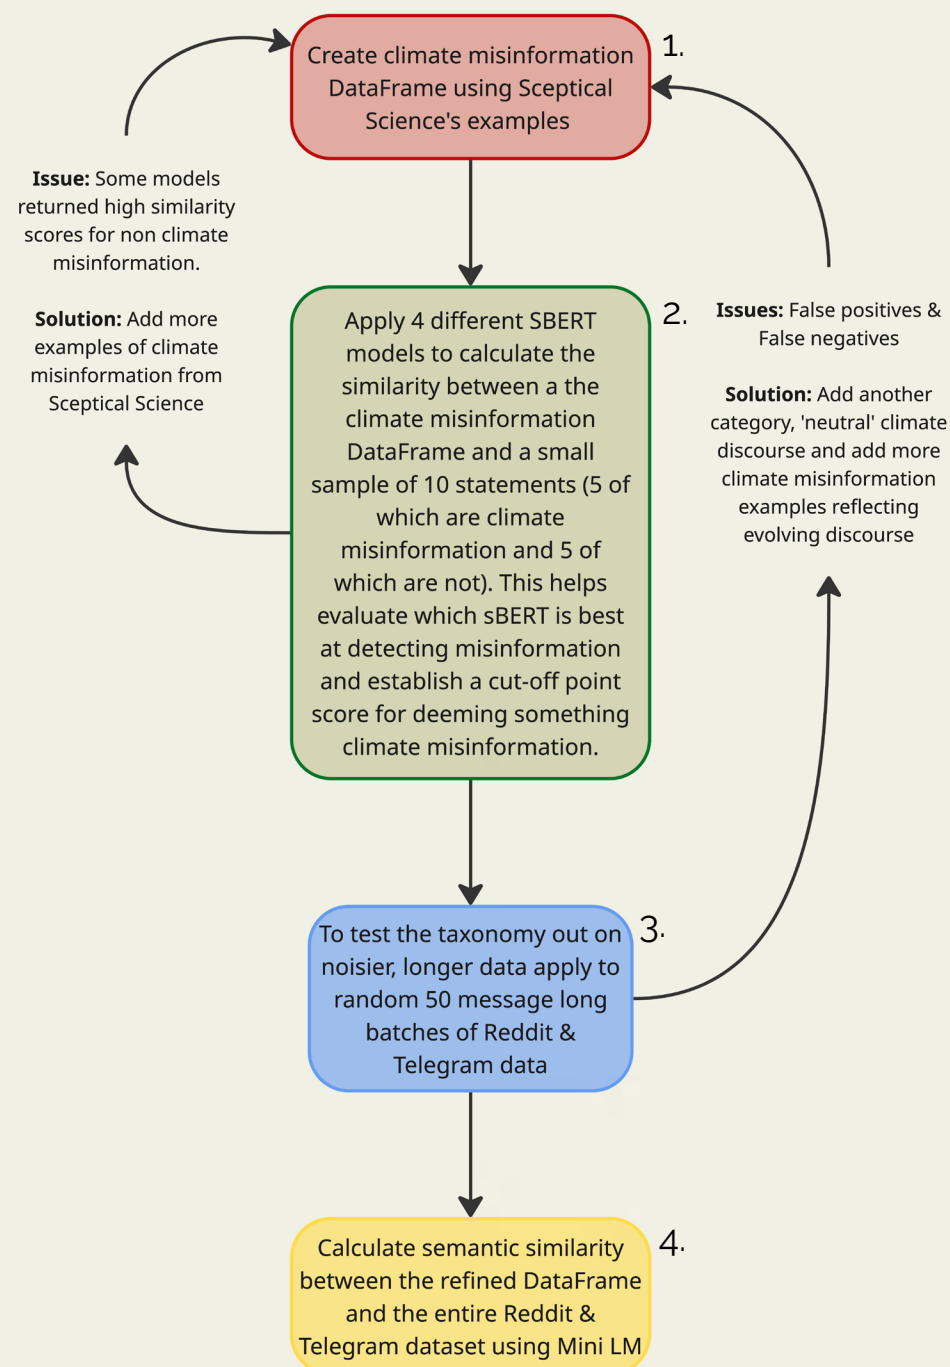 Create climate misinformation
DataFrame using Sceptical
Science's examples
1.
Issue: Some models
returned high similarity
scores for non climate
misinformation.
Solution: Add more
examples of climate
misinformation from
Sceptical Science
Apply 4 different SBERT
models to calculate the
similarity between a the
climate misinformation
DataFrame and a small
sample of 10 statements (5 of
which are climate
misinformation and 5 of
which are not). This helps
evaluate which sBERT is best
at detecting misinformation
and establish a cut-off point
score for deeming something
climate misinformation.
2.
Issues: False positives &
False negatives
Solution: Add another
category, 'neutral' climate
discourse and add more
climate misinformation
examples reflecting
evolving discourse
To test the taxonomy out on
noisier, longer data apply to
random 50 message long
batches of Reddit &
Telegram data
3.
Calculate semantic similarity
between the refined DataFrame
and the entire Reddit &
Telegram dataset using Mini LM
4.